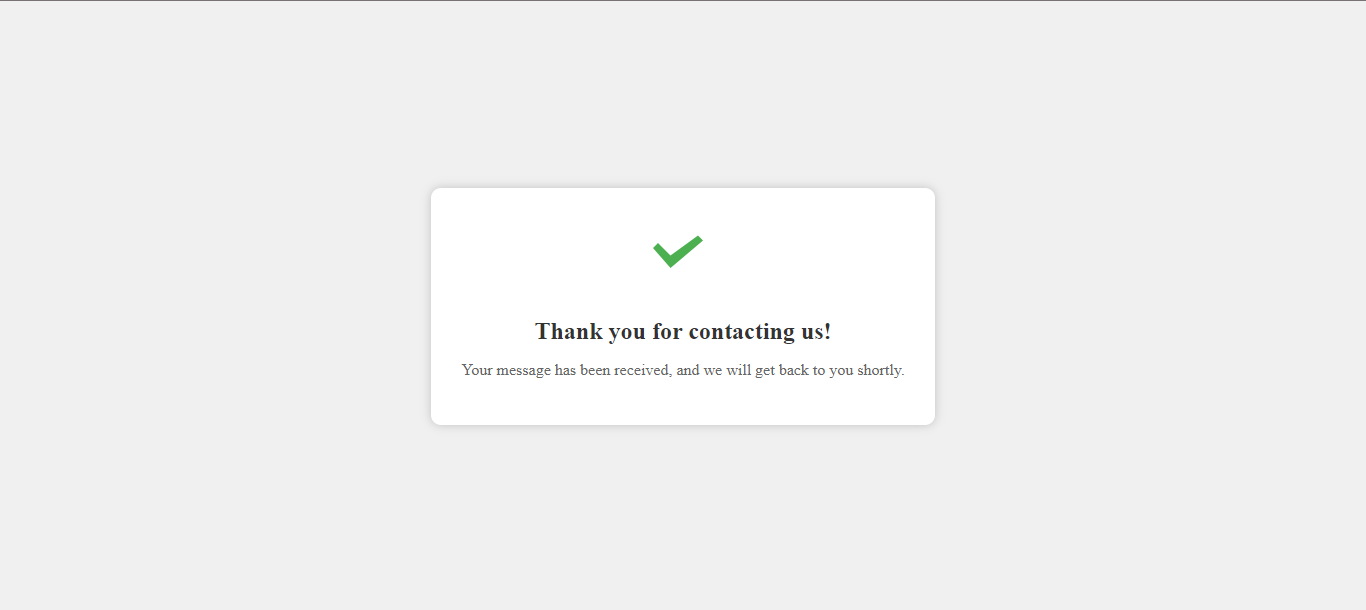 Thank you for contacting us!
Your message has been received, and we will get back to you shortly.